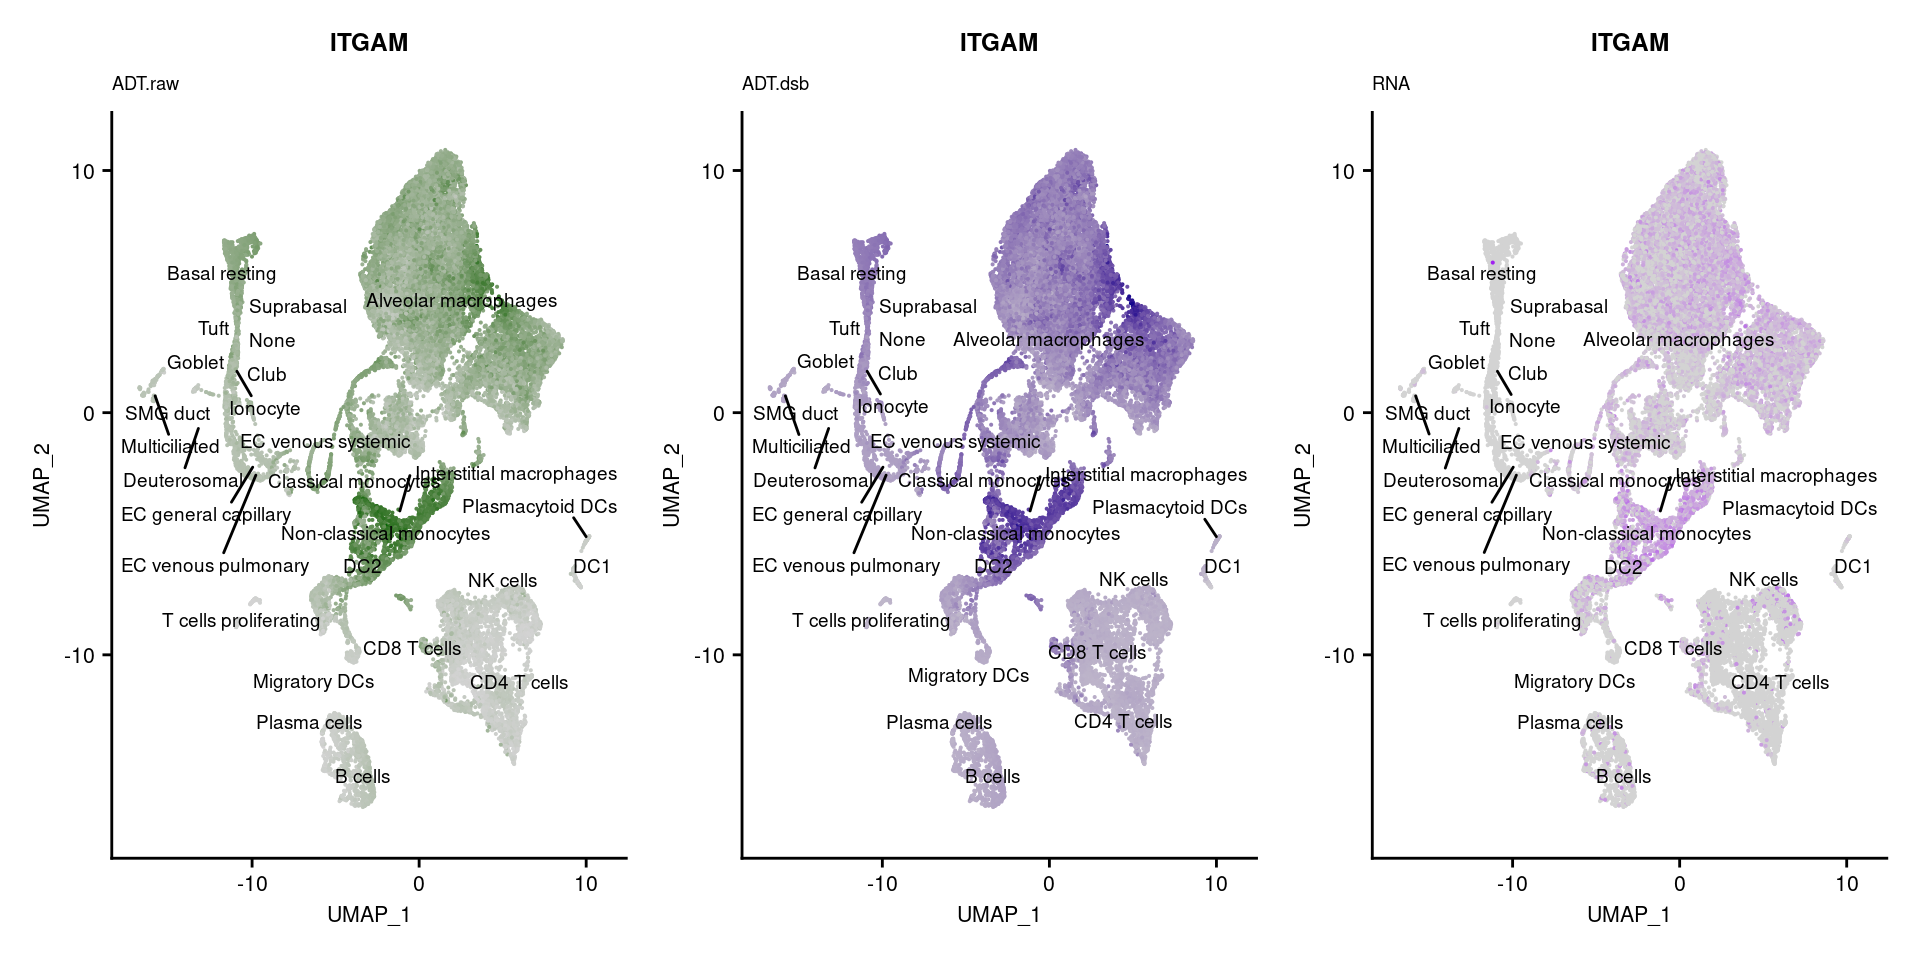 ITGAM
ADT.raw
10
0
-10
UMAP_2
Basal resting
Suprabasal
Alveolar macrophages
Tuft
None
Goblet
Club
SMG duct
Ionocyte
Multiciliated
EC venous systemic
Deuterosomal
Classical monocytes
Interstitial macrophages
EC general capillary
Plasmacytoid DCs
Non-classical monocytes
EC venous pulmonary
DC2
DC1
NK cells
T cells proliferating
CD8 T cells
Migratory DCs
CD4 T cells
Plasma cells
B cells
-10
0
10
UMAP_1
ITGAM
ADT.dsb
10
0
-10
UMAP_2
Basal resting
Suprabasal
Tuft
None
Alveolar macrophages
Goblet
Club
SMG duct
Ionocyte
Multiciliated
EC venous systemic
Deuterosomal
Classical monocytes
Interstitial macrophages
EC general capillary
Plasmacytoid DCs
Non-classical monocytes
EC venous pulmonary
DC2
DC1
NK cells
T cells proliferating
CD8 T cells
Migratory DCs
Plasma cells
CD4 T cells
B cells
-10
0
10
UMAP_1
ITGAM
RNA
10
0
-10
UMAP_2
Basal resting
Suprabasal
Tuft
None
Alveolar macrophages
Goblet
Club
SMG duct
Ionocyte
Multiciliated
EC venous systemic
Deuterosomal
Classical monocytes
Interstitial macrophages
EC general capillary
Plasmacytoid DCs
Non-classical monocytes
EC venous pulmonary
DC2
DC1
NK cells
T cells proliferating
CD8 T cells
Migratory DCs
CD4 T cells
Plasma cells
B cells
-10
0
10
UMAP_1